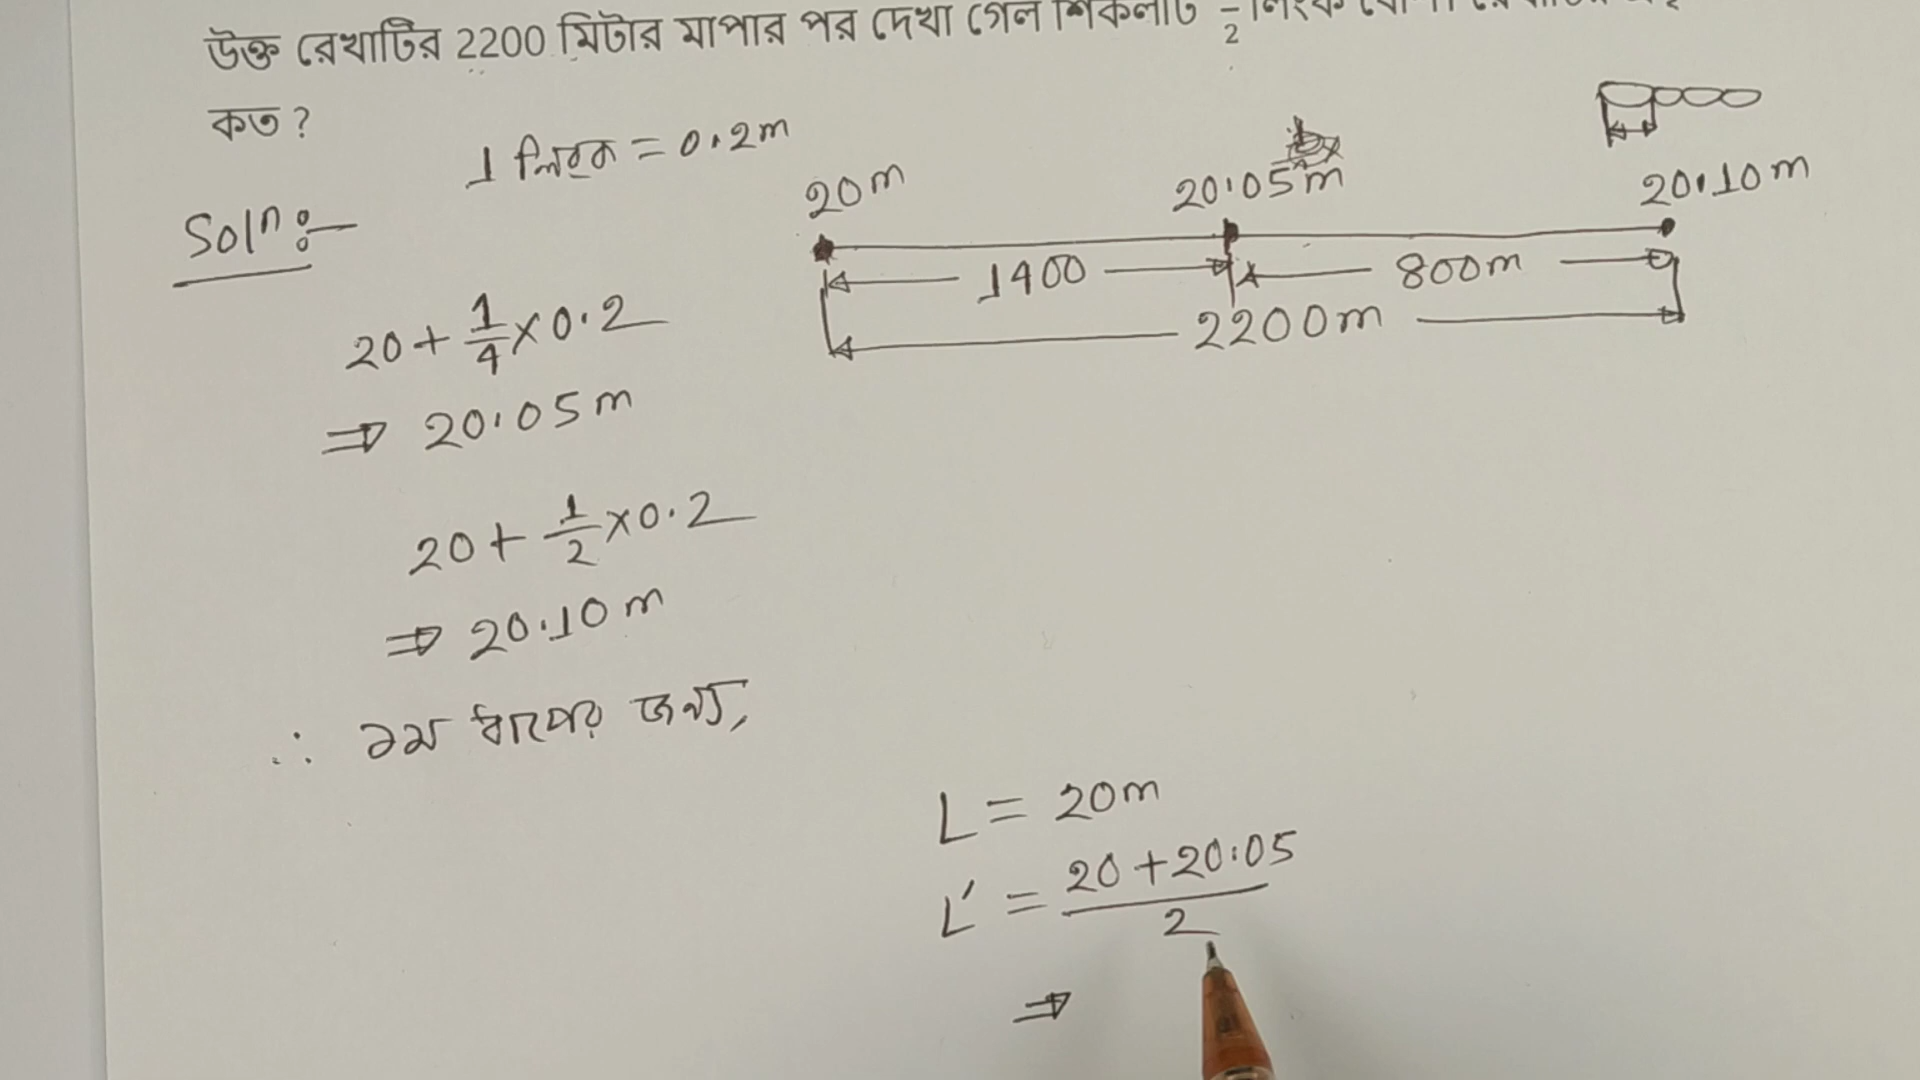 উক্ত রেখাটির 2200 মিটার মাপার পর দেখা গেল শিকলটি 1/2 লিংক
কত ?
1 লিংক = 0.2m
Soln :-
20m 20.05m 20.10m
1400 800m
2200m
20 + 1/4 × 0.2
⇒ 20.05m
20 + 1/2 × 0.2
⇒ 20.10m
∴ ১ম ধাপের জন্য,
L = 20m
L' = (20 + 20.05)/2
⇒